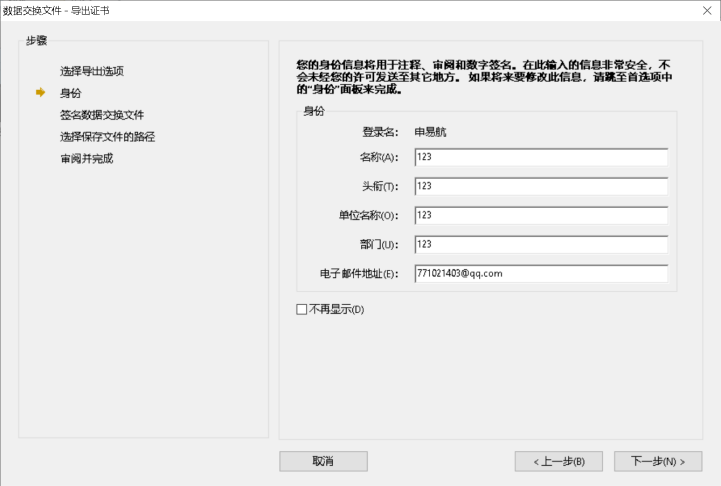 数据交换文件 - 导出证书
步骤
选择导出选项
身份
签名数据交换文件
选择保存文件的路径
审阅并完成
您的身份信息将用于注释、审阅和数字签名。在此输入的信息非常安全，不
会未经您的许可发送至其它地方。 如果将来要修改此信息，请跳至首选项中
的“身份”面板来完成。
身份
登录名： 申易航
名称(A)： 123
头衔(T)： 123
单位名称(O)： 123
部门(U)： 123
电子邮件地址(E)： 771021403@qq.com
不再显示(D)
取消
< 上一步(B)
下一步(N) >